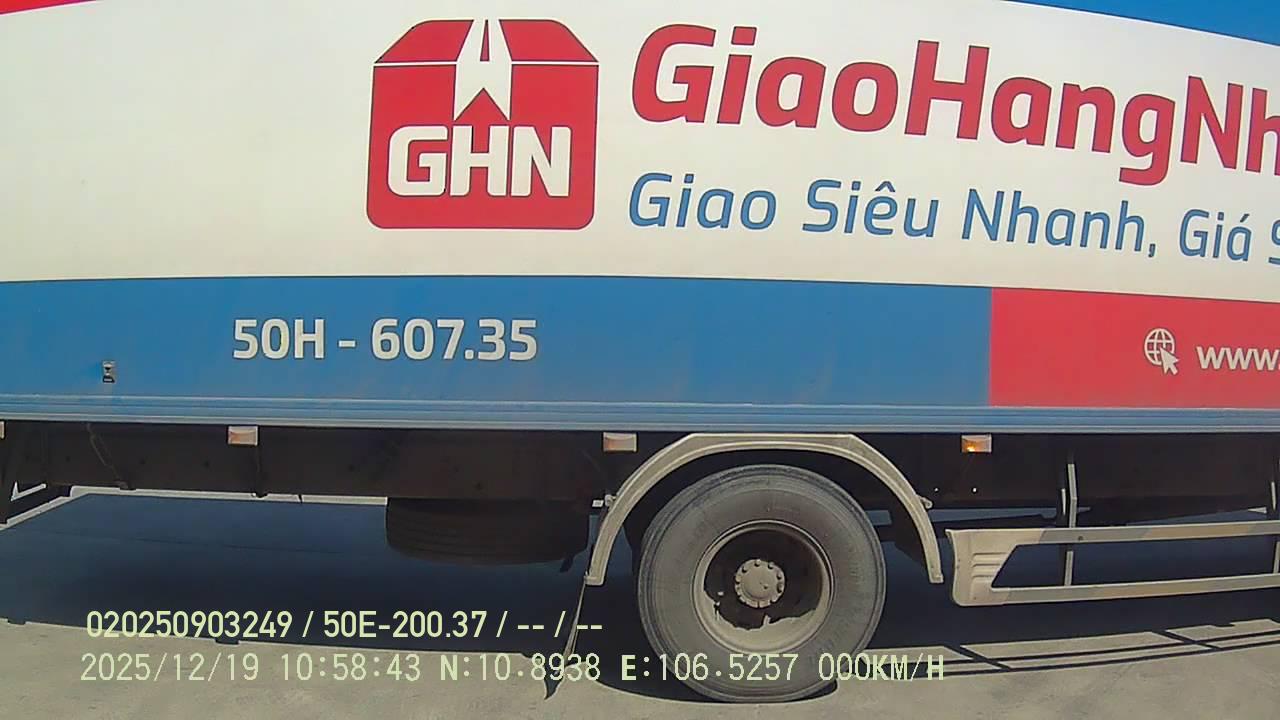 GHN
GiaoHangNh
Giao Siêu Nhanh, Giá
50H - 607.35
www.
020250903249 / 50E-200.37 / -- / --
2025/12/19 10:58:43 N:10.8938 E:106.5257 000KM/H